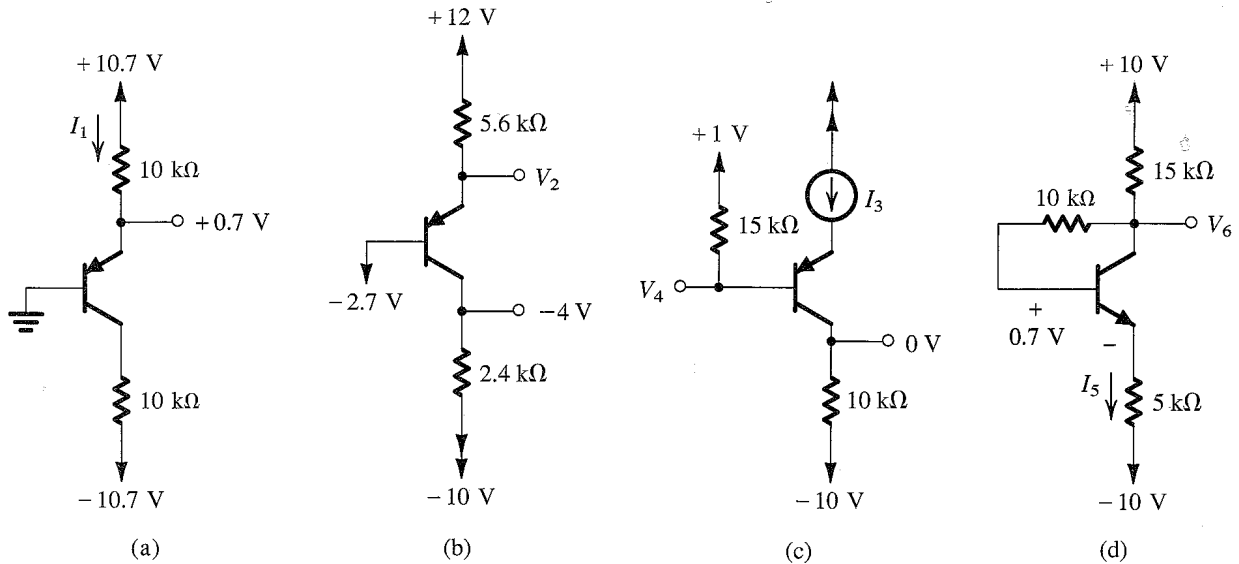 +10.7 V
I1
10 kΩ
+0.7 V
10 kΩ
−10.7 V
(a)
+12 V
5.6 kΩ
V2
−2.7 V
−4 V
2.4 kΩ
−10 V
(b)
+1 V
15 kΩ
I3
V4
0 V
10 kΩ
−10 V
(c)
+10 V
15 kΩ
10 kΩ
V6
+
0.7 V
−
I5
5 kΩ
−10 V
(d)